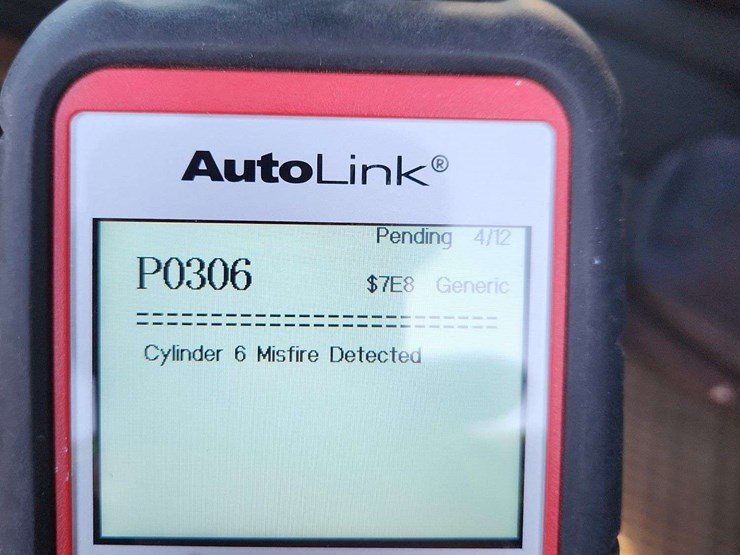 AutoLink®
Pending 4/12
P0306 $7E8 Generic
==============================
Cylinder 6 Misfire Detected